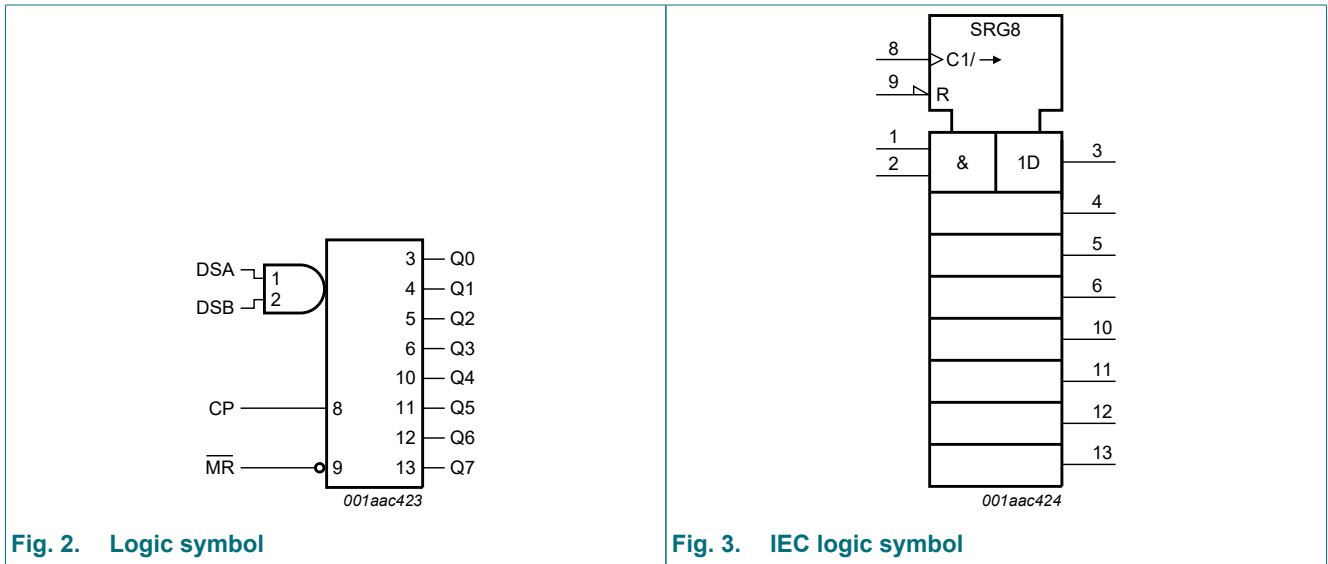 DSA
DSB
1
2
CP
8
MR
9
3 Q0
4 Q1
5 Q2
6 Q3
10 Q4
11 Q5
12 Q6
13 Q7
001aac423
Fig. 2. Logic symbol
SRG8
8 C1/ →
9 R
1
2
& 1D 3
4
5
6
10
11
12
13
001aac424
Fig. 3. IEC logic symbol